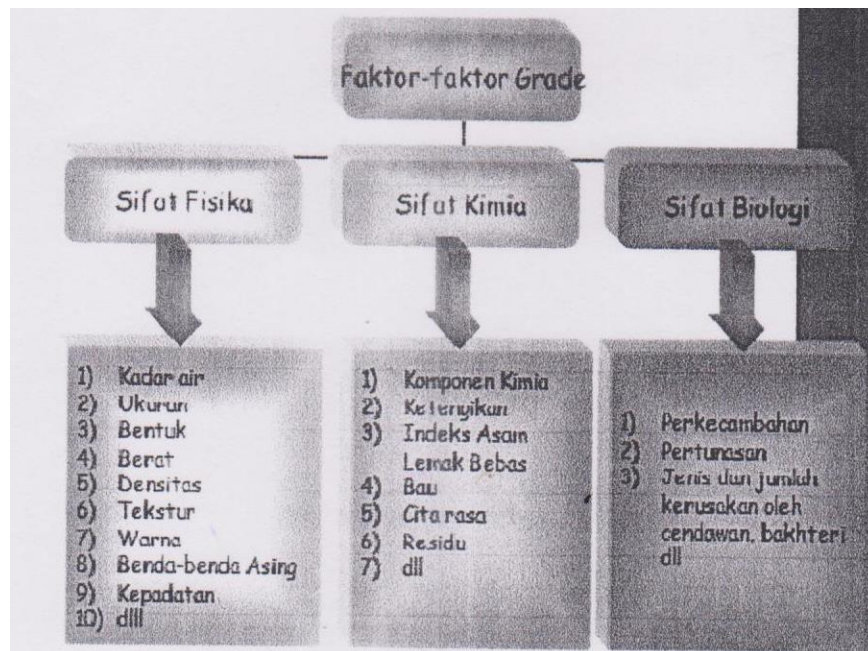 Faktor-faktor Grade
Sifat Fisika
Sifat Kimia
Sifat Biologi
1) Kadar air
2) Ukuran
3) Bentuk
4) Berat
5) Densitas
6) Tekstur
7) Warna
8) Benda-benda Asing
9) Kepadatan
10) dlll
1) Komponen Kimia
2) Ketengikan
3) Indeks Asam
Lemak Bebas
4) Bau
5) Cita rasa
6) Residu
7) dll
1) Perkecambahan
2) Pertunasan
3) Jenis dan jumlah
kerusakan oleh
cendawan, bakhteri
dll